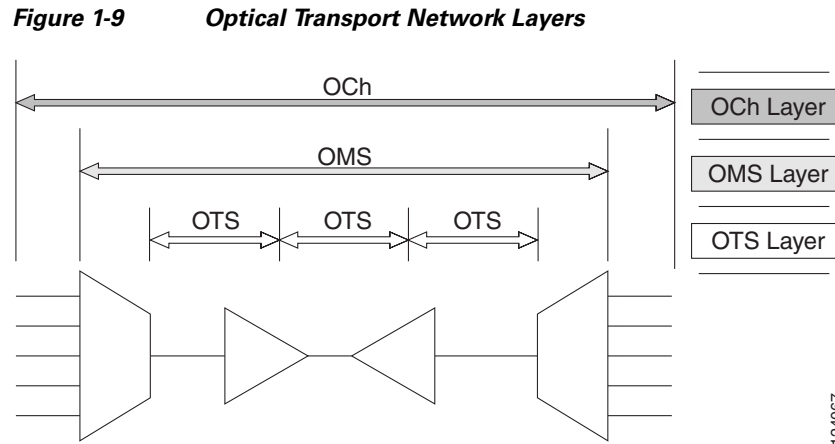 Figure 1-9 Optical Transport Network Layers
OCh
OCh Layer
OMS
OMS Layer
OTS OTS OTS
OTS Layer